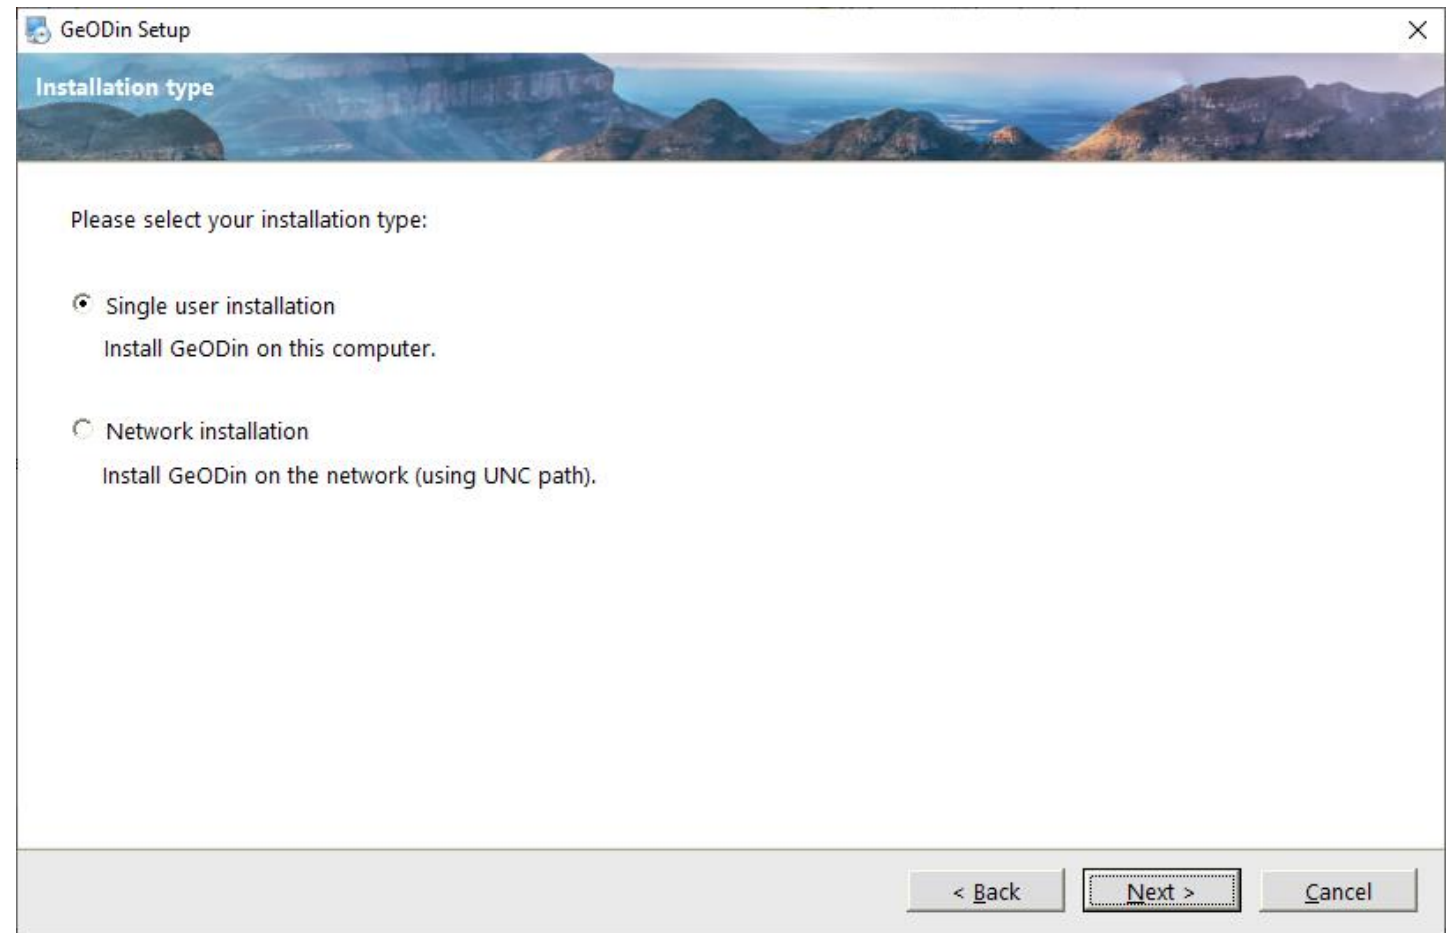 GeODin Setup
Installation type
Please select your installation type:
Single user installation
Install GeODin on this computer.
Network installation
Install GeODin on the network (using UNC path).
< Back
Next >
Cancel